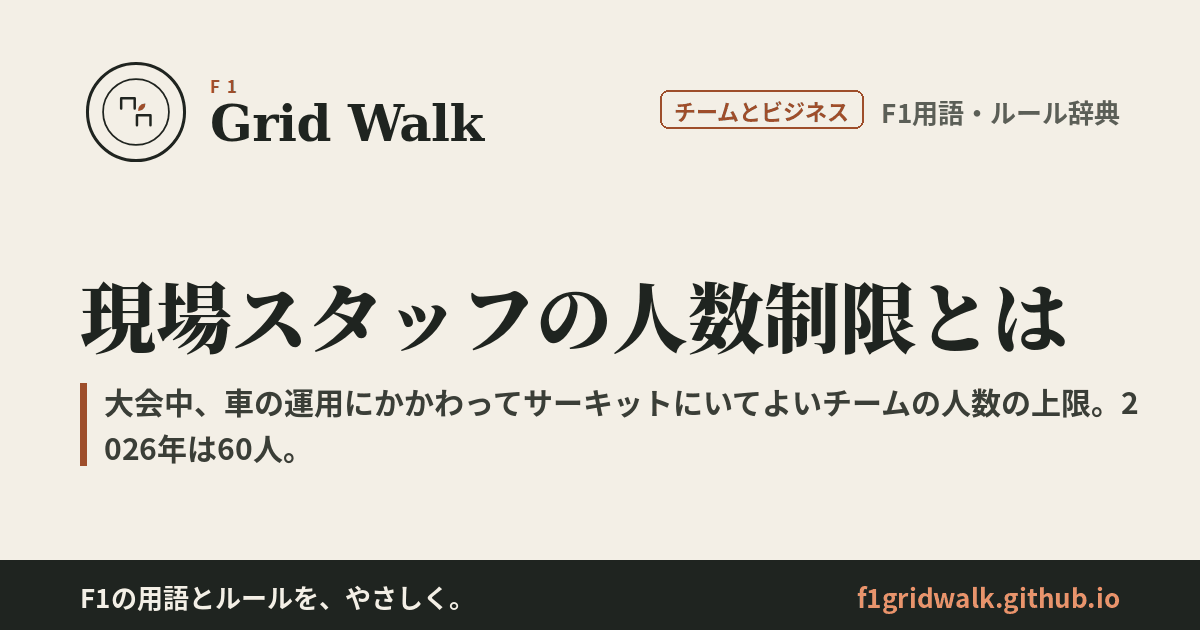 F1
Grid Walk
チームとビジネス
F1用語・ルール辞典
現場スタッフの人数制限とは
大会中、車の運用にかかわってサーキットにいてよいチームの人数の上限。2
026年は60人。
F1の用語とルールを、やさしく。
f1gridwalk.github.io